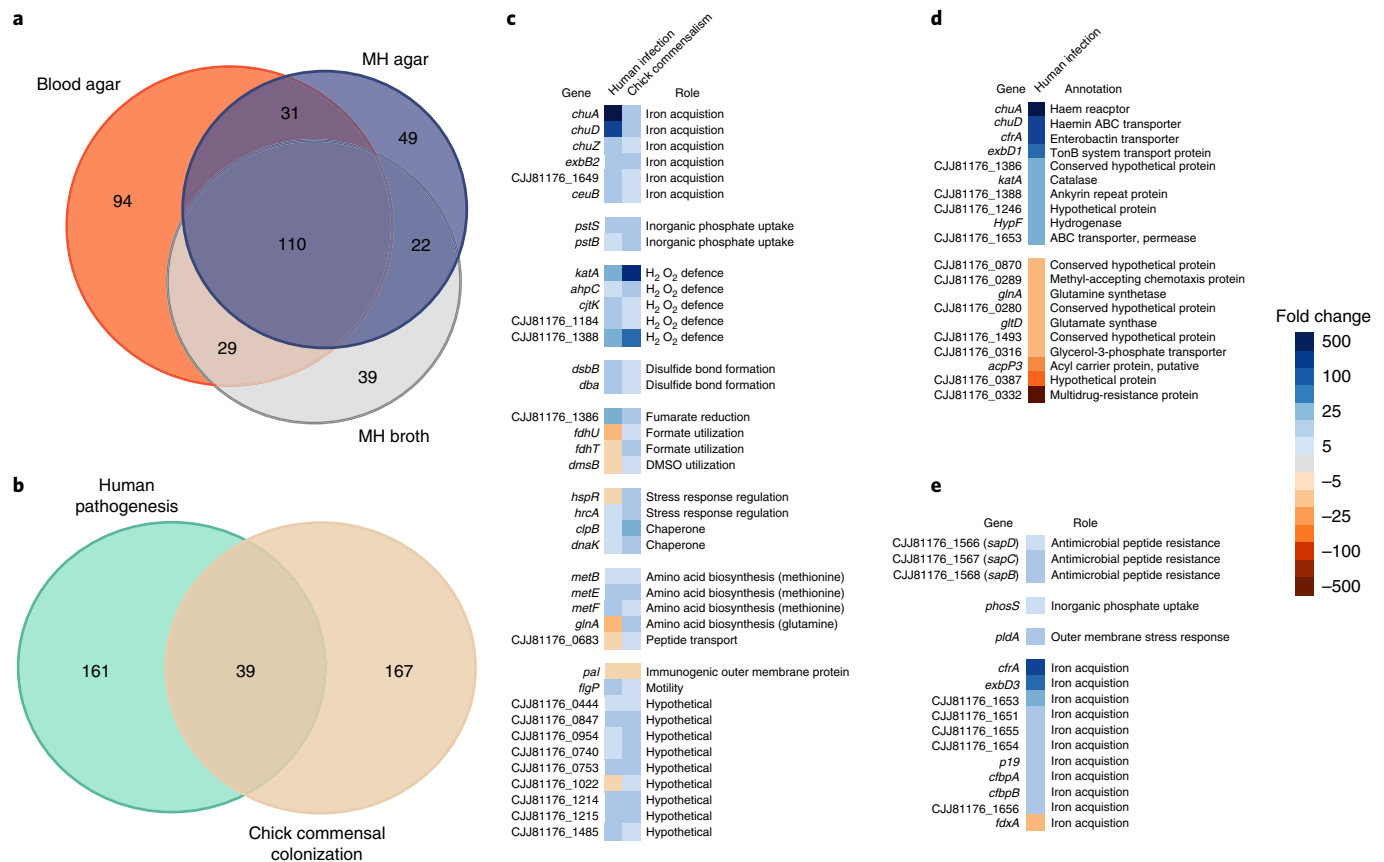 a
Blood agar
MH agar
31
49
94
110
22
29
39
MH broth
b
Human
pathogenesis
161
39
167
Chick commensal
colonization
c
Human infection
Chick commensalism
Gene Role
chuA Iron acquistion
chuD Iron acquistion
chuZ Iron acquistion
exbB2 Iron acquistion
CJJ81176_1649 Iron acquistion
ceuB Iron acquistion
pstS Inorganic phosphate uptake
pstB Inorganic phosphate uptake
katA H2 O2 defence
ahpC H2 O2 defence
cjtK H2 O2 defence
CJJ81176_1184 H2 O2 defence
CJJ81176_1388 H2 O2 defence
dsbB Disulfide bond formation
dba Disulfide bond formation
CJJ81176_1386 Fumarate reduction
fdhU Formate utilization
fdhT Formate utilization
dmsB DMSO utilization
hspR Stress response regulation
hrcA Stress response regulation
clpB Chaperone
dnaK Chaperone
metB Amino acid biosynthesis (methionine)
metE Amino acid biosynthesis (methionine)
metF Amino acid biosynthesis (methionine)
glnA Amino acid biosynthesis (glutamine)
CJJ81176_0683 Peptide transport
pal Immunogenic outer membrane protein
flgP Motility
CJJ81176_0444 Hypothetical
CJJ81176_0847 Hypothetical
CJJ81176_0954 Hypothetical
CJJ81176_0740 Hypothetical
CJJ81176_0753 Hypothetical
CJJ81176_1022 Hypothetical
CJJ81176_1214 Hypothetical
CJJ81176_1215 Hypothetical
CJJ81176_1485 Hypothetical
d
Human infection
Gene Annotation
chuA Haem reacptor
chuD Haemin ABC transporter
cfrA Enterobactin transporter
exbD1 TonB system transport protein
CJJ81176_1386 Conserved hypothetical protein
katA Catalase
CJJ81176_1388 Ankyrin repeat protein
CJJ81176_1246 Hypothetical protein
HypF Hydrogenase
CJJ81176_1653 ABC transporter, permease
CJJ81176_0870 Conserved hypothetical protein
CJJ81176_0289 Methyl-accepting chemotaxis protein
glnA Glutamine synthetase
CJJ81176_0280 Conserved hypothetical protein
gltD Glutamate synthase
CJJ81176_1493 Conserved hypothetical protein
CJJ81176_0316 Glycerol-3-phosphate transporter
acpP3 Acyl carrier protein, putative
CJJ81176_0387 Hypothetical protein
CJJ81176_0332 Multidrug-resistance protein
Fold change
500
100
25
5
–5
–25
–100
–500
e
Gene Role
CJJ81176_1566 (sapD) Antimicrobial peptide resistance
CJJ81176_1567 (sapC) Antimicrobial peptide resistance
CJJ81176_1568 (sapB) Antimicrobial peptide resistance
phosS Inorganic phosphate uptake
pldA Outer membrane stress response
cfrA Iron acquistion
exbD3 Iron acquistion
CJJ81176_1653 Iron acquistion
CJJ81176_1651 Iron acquistion
CJJ81176_1655 Iron acquistion
CJJ81176_1654 Iron acquistion
p19 Iron acquistion
cfbpA Iron acquistion
cfbpB Iron acquistion
CJJ81176_1656 Iron acquistion
fdxA Iron acquistion